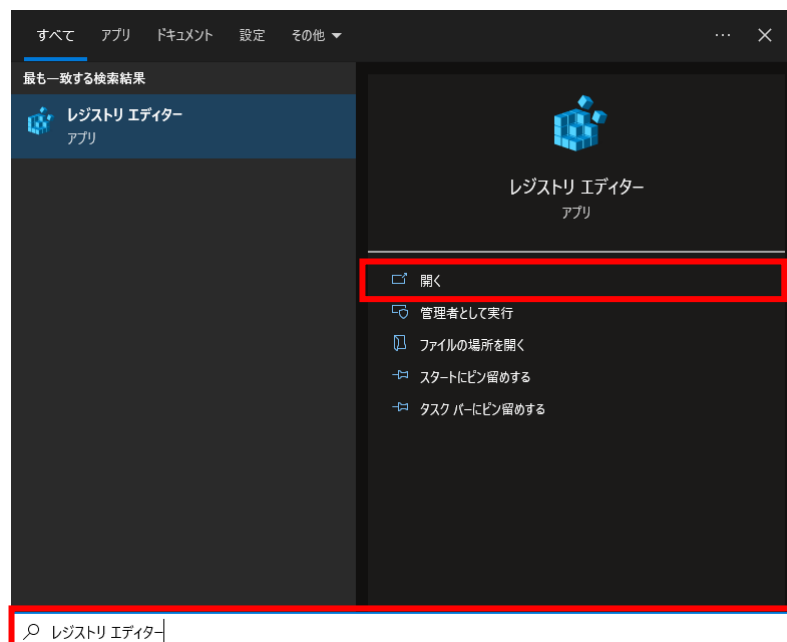 すべて アプリ ドキュメント 設定 その他
最も一致する検索結果
レジストリ エディター
アプリ
レジストリ エディター
アプリ
開く
管理者として実行
ファイルの場所を開く
スタートにピン留めする
タスク バーにピン留めする
レジストリ エディター